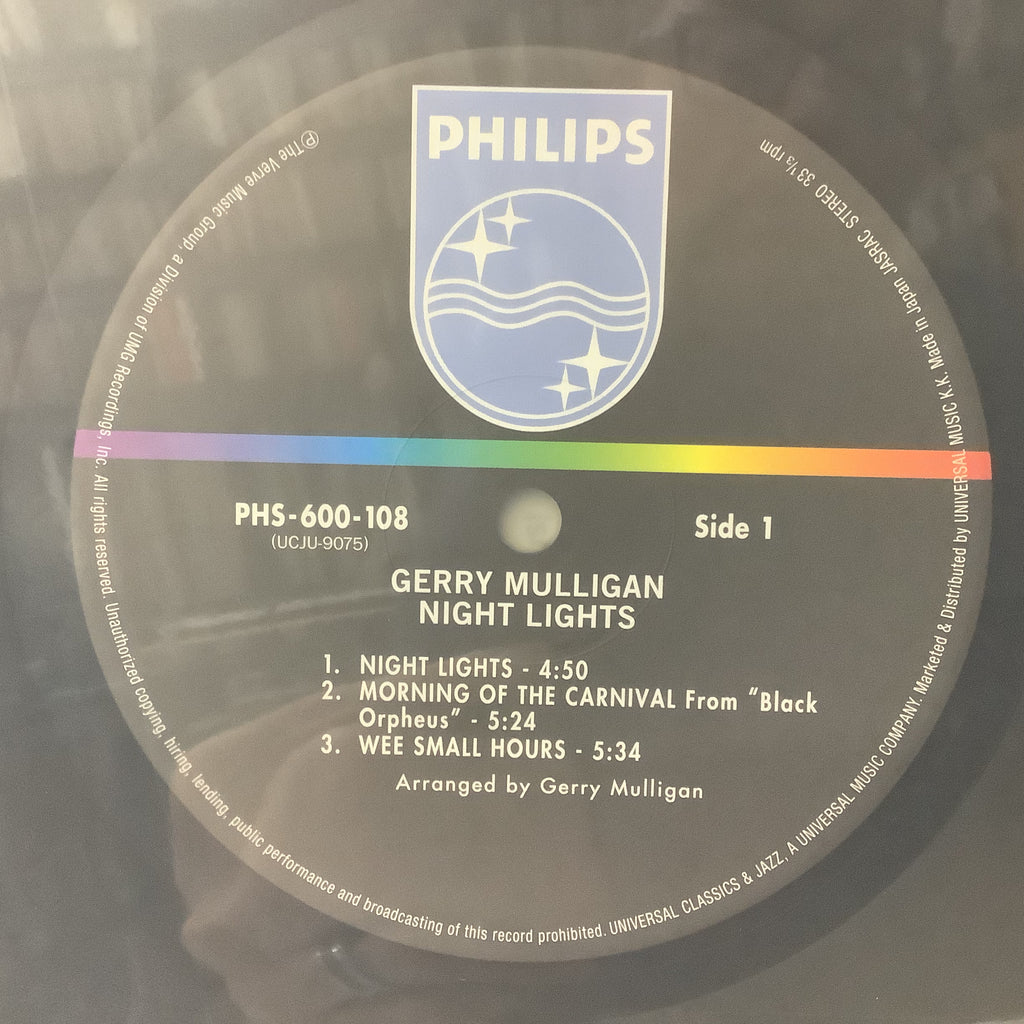 PHILIPS
PHS-600-108
(UCJU-9075)
Side 1
GERRY MULLIGAN
NIGHT LIGHTS
1. NIGHT LIGHTS - 4:50
2. MORNING OF THE CARNIVAL From "Black
Orpheus" - 5:24
3. WEE SMALL HOURS - 5:34
Arranged by Gerry Mulligan
℗The Verve Music Group, a Division of UMG Recordings, Inc. All rights reserved. Unauthorized copying, hiring, lending, public performance and broadcasting of this record prohibited. UNIVERSAL CLASSICS & JAZZ, A UNIVERSAL MUSIC COMPANY. Marketed & Distributed by UNIVERSAL MUSIC K.K. Made in Japan JASRAC STEREO 33 ⅓ rpm